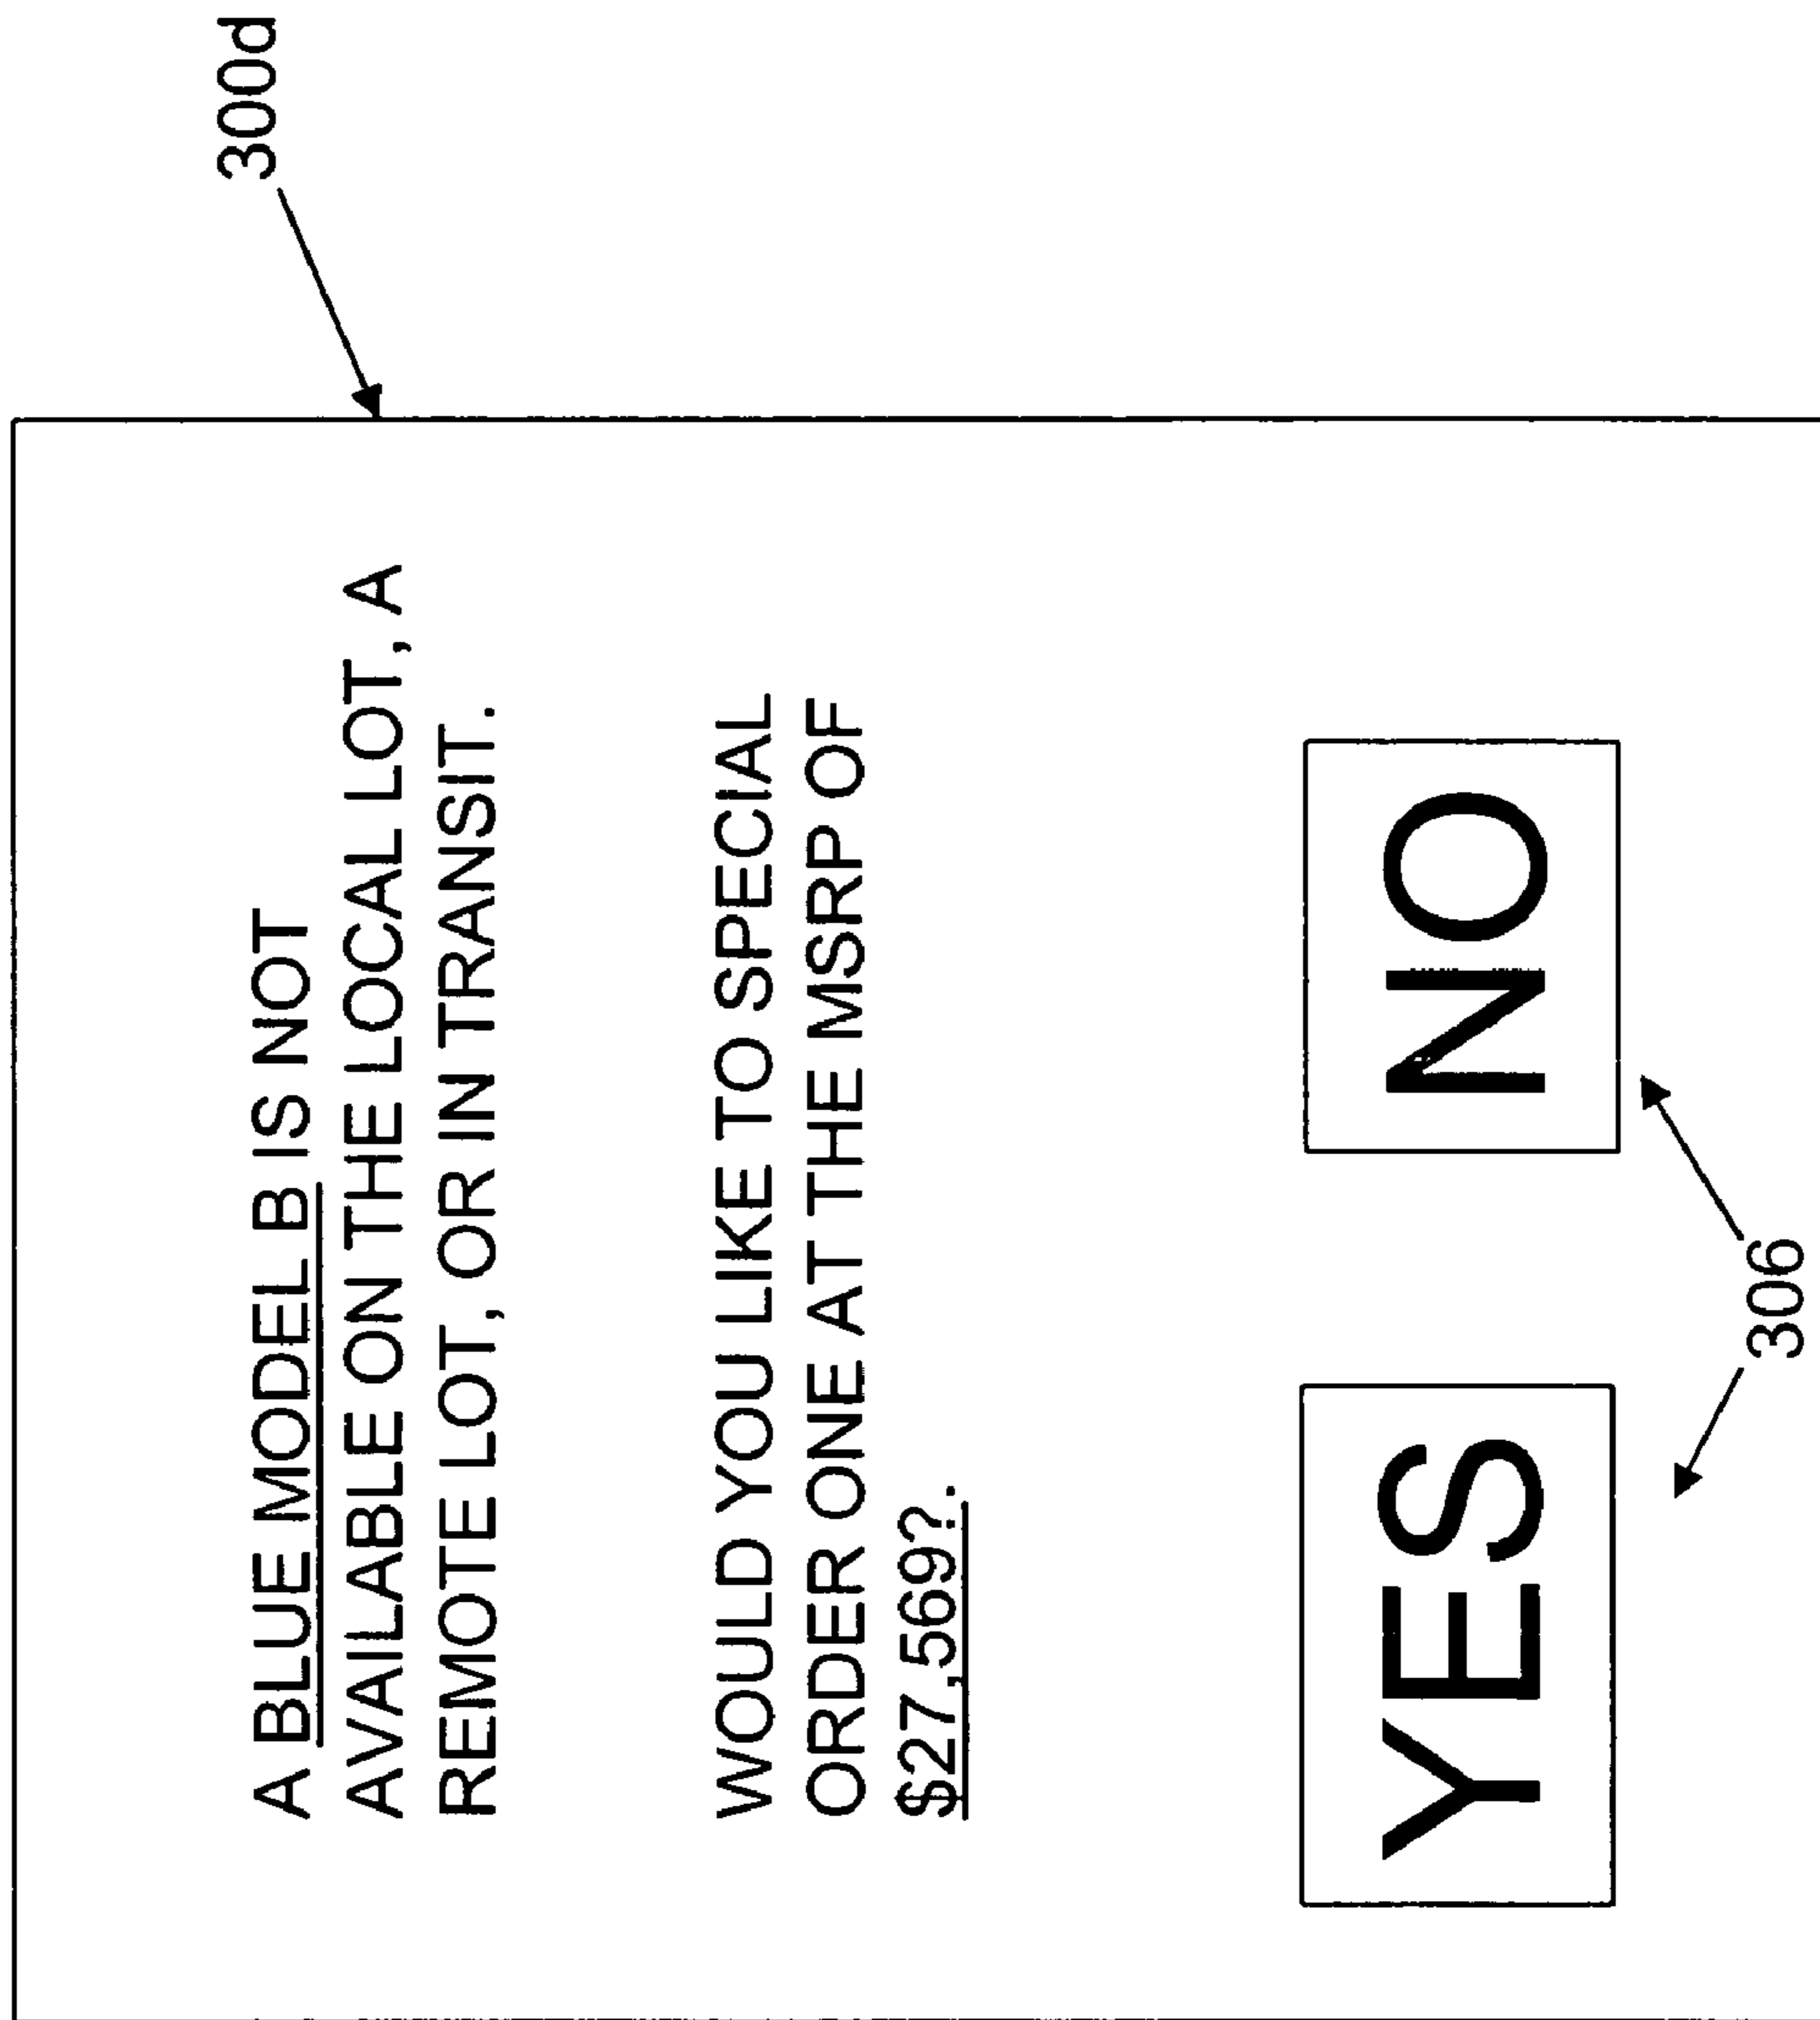 300d
A BLUE MODEL B IS NOT
AVAILABLE ON THE LOCAL LOT, A
REMOTE LOT, OR IN TRANSIT.
WOULD YOU LIKE TO SPECIAL
ORDER ONE AT THE MSRP OF
$27,569?.
YES
NO
306